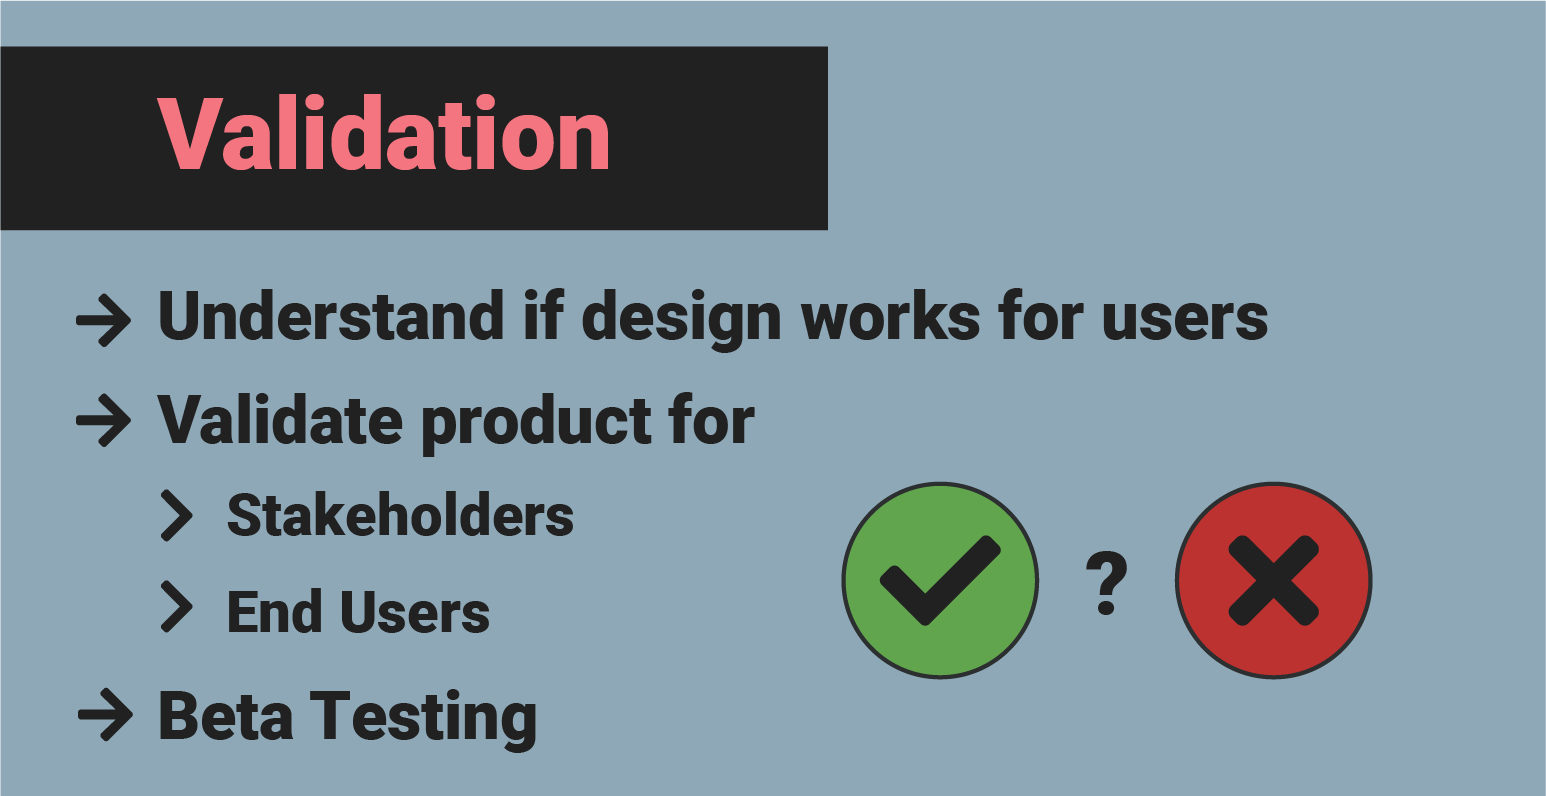 Validation
Understand if design works for users
Validate product for
Stakeholders
End Users
?
Beta Testing